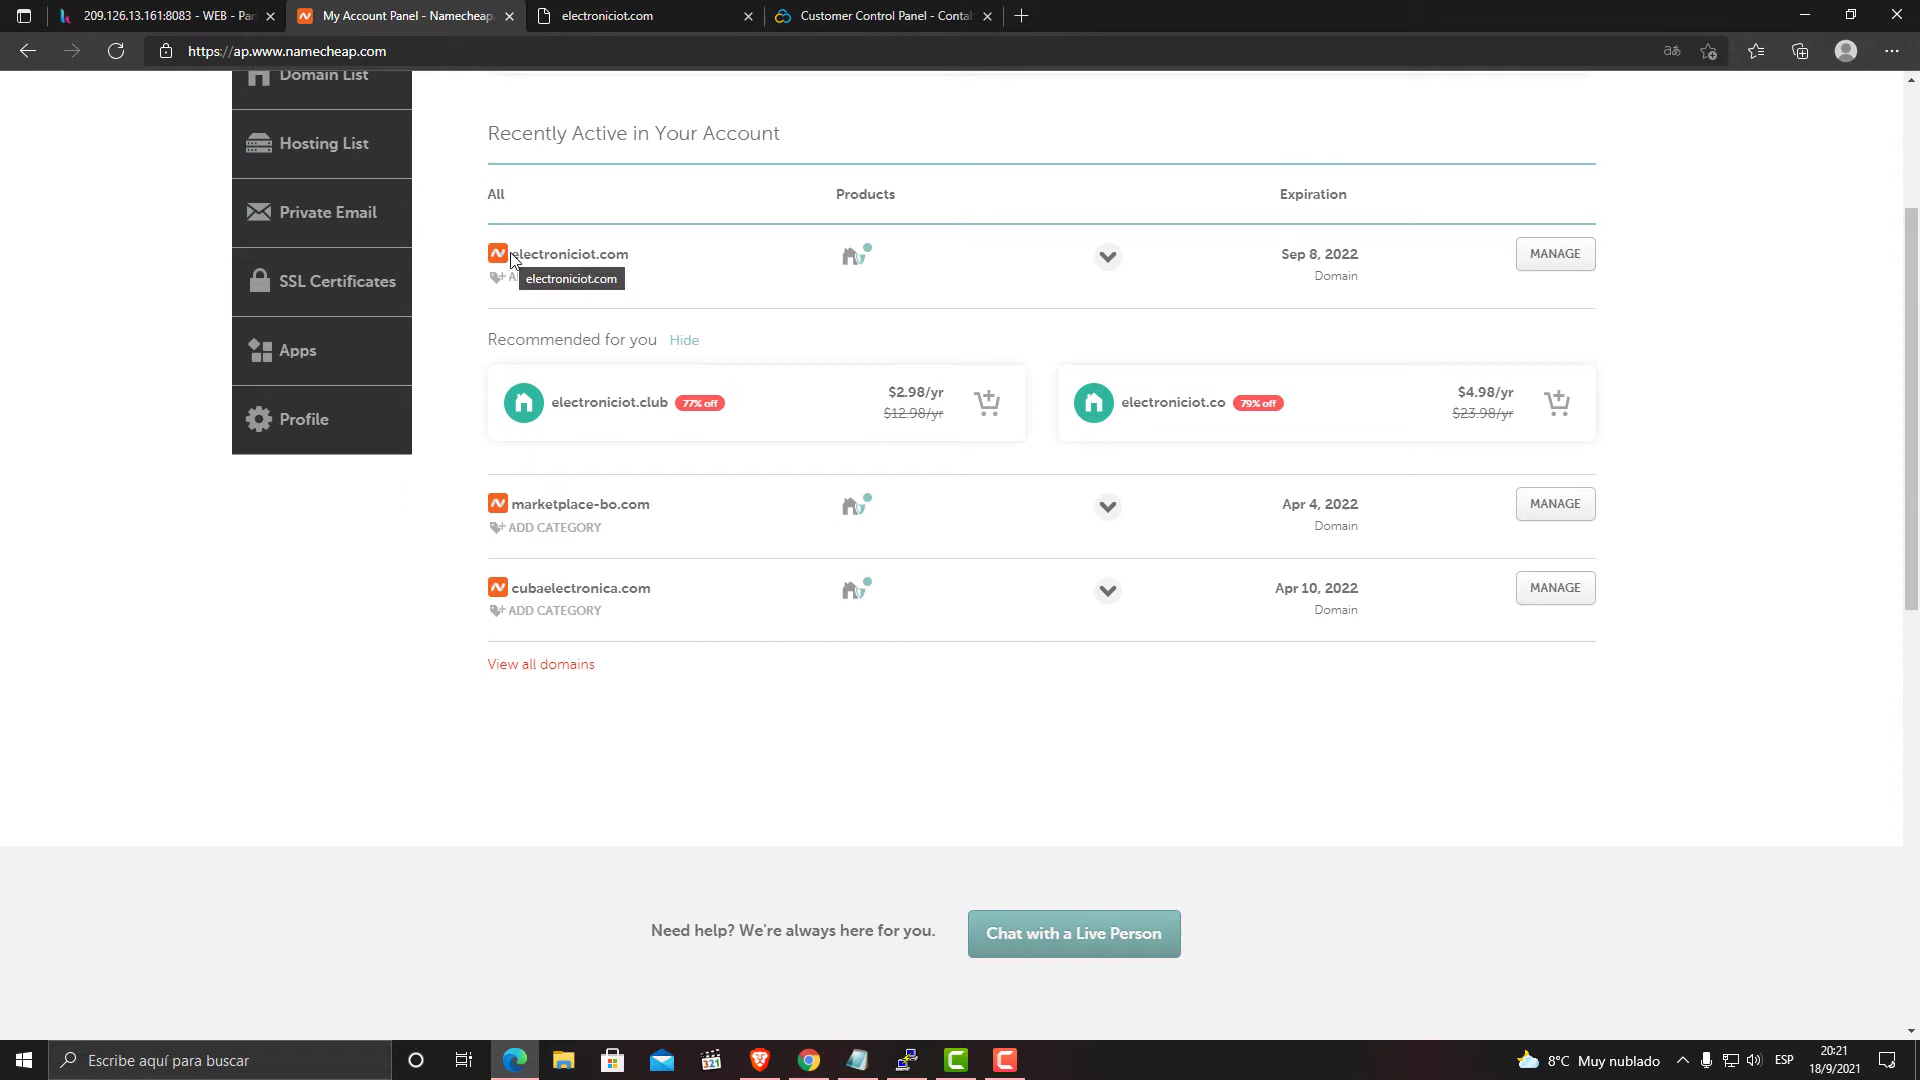 209.126.13.161:8083 - WEB - Pan
My Account Panel - Namecheap.
electroniciot.com
Customer Control Panel - Conta
https://ap.www.namecheap.com
Domain List
Hosting List
Private Email
SSL Certificates
Apps
Profile
Recently Active in Your Account
All Products Expiration
electroniciot.com Sep 8, 2022 MANAGE
A
electroniciot.com
Domain
Recommended for you Hide
electroniciot.club 77% off $2.98/yr
$12.98/yr
electroniciot.co 79% off $4.98/yr
$23.98/yr
marketplace-bo.com Apr 4, 2022 MANAGE
ADD CATEGORY Domain
cubaelectronica.com Apr 10, 2022 MANAGE
ADD CATEGORY Domain
View all domains
Need help? We're always here for you. Chat with a Live Person
Escribe aquí para buscar
321
8°C Muy nublado
ESP
20:21
18/9/2021